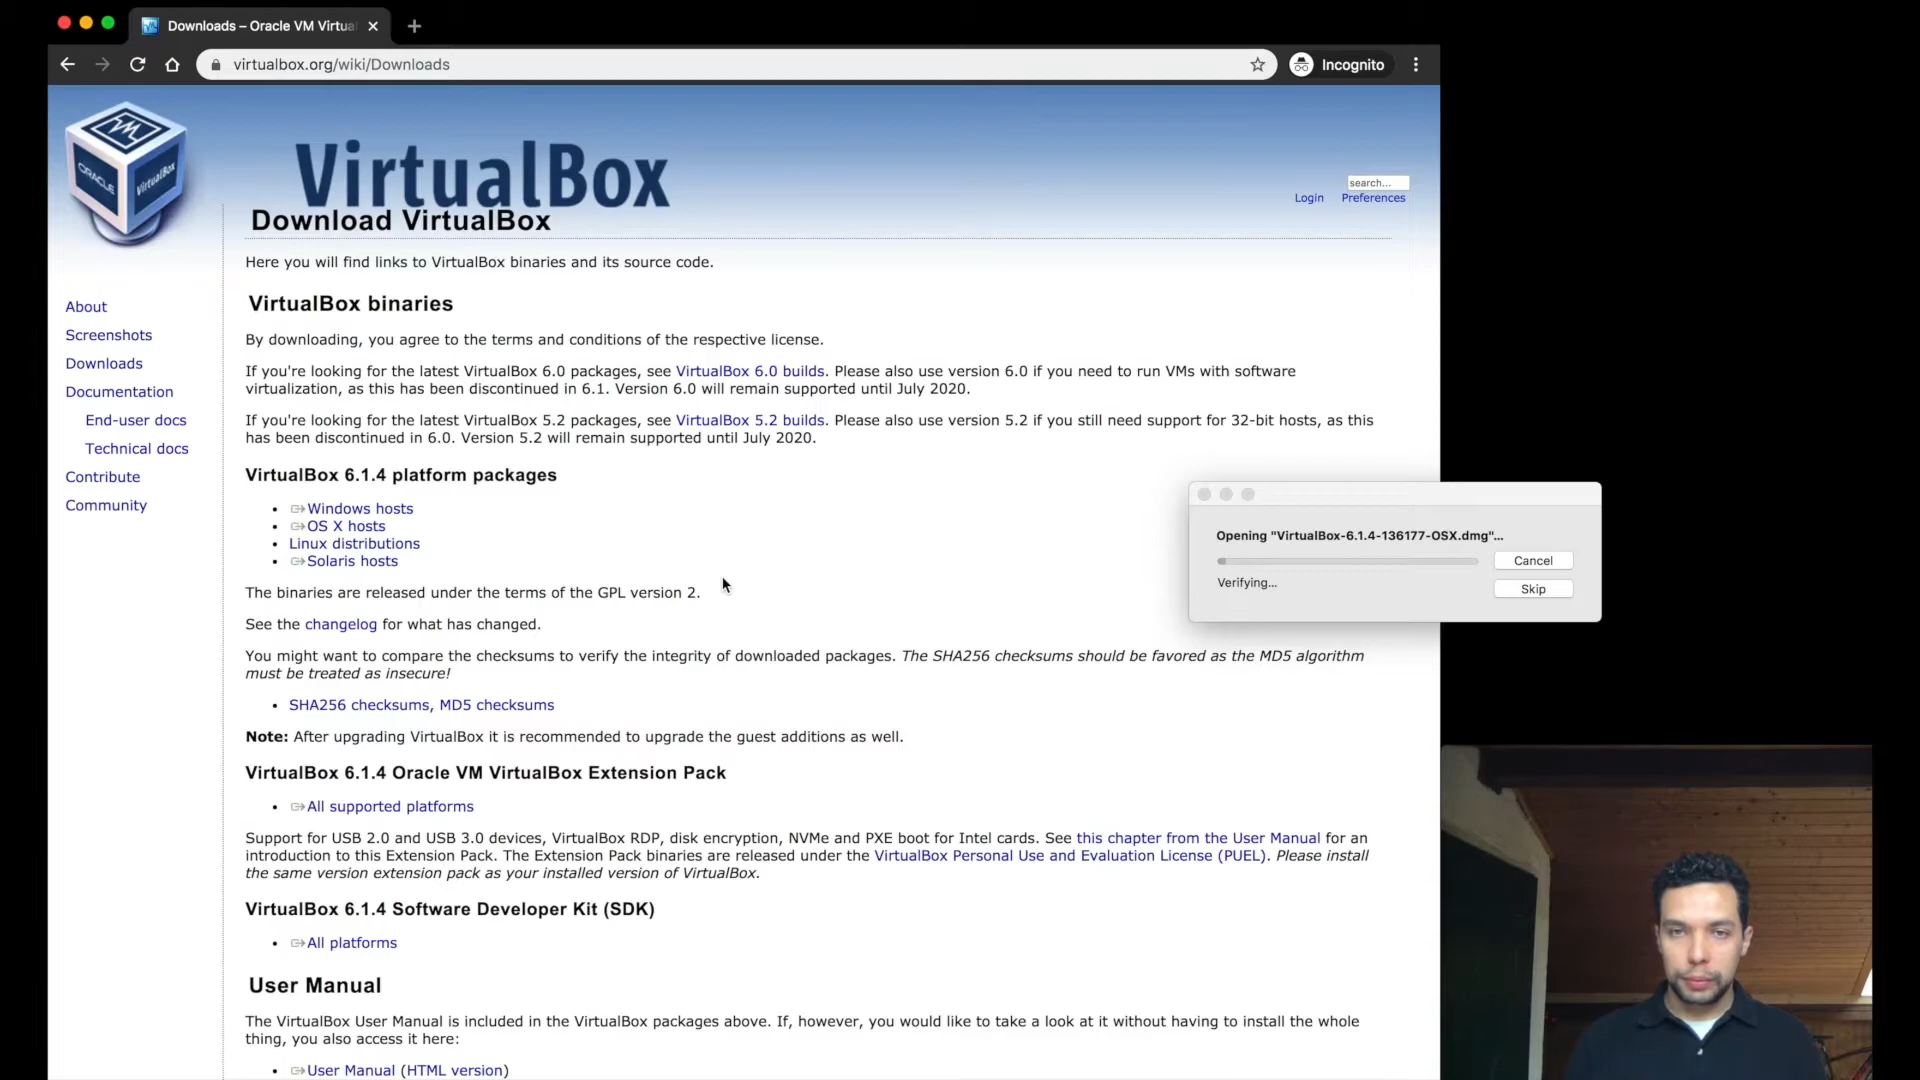 Downloads – Oracle VM Virtua
virtualbox.org/wiki/Downloads
Incognito
ORACLE
VirtualBox
VirtualBox
search...
Login Preferences
Download VirtualBox
Here you will find links to VirtualBox binaries and its source code.
About
Screenshots
Downloads
Documentation
End-user docs
Technical docs
Contribute
Community
VirtualBox binaries
By downloading, you agree to the terms and conditions of the respective license.
If you're looking for the latest VirtualBox 6.0 packages, see VirtualBox 6.0 builds. Please also use version 6.0 if you need to run VMs with software
virtualization, as this has been discontinued in 6.1. Version 6.0 will remain supported until July 2020.
If you're looking for the latest VirtualBox 5.2 packages, see VirtualBox 5.2 builds. Please also use version 5.2 if you still need support for 32-bit hosts, as this
has been discontinued in 6.0. Version 5.2 will remain supported until July 2020.
VirtualBox 6.1.4 platform packages
Windows hosts
OS X hosts
Linux distributions
Solaris hosts
The binaries are released under the terms of the GPL version 2.
See the changelog for what has changed.
You might want to compare the checksums to verify the integrity of downloaded packages. The SHA256 checksums should be favored as the MD5 algorithm
must be treated as insecure!
SHA256 checksums, MD5 checksums
Note: After upgrading VirtualBox it is recommended to upgrade the guest additions as well.
VirtualBox 6.1.4 Oracle VM VirtualBox Extension Pack
All supported platforms
Support for USB 2.0 and USB 3.0 devices, VirtualBox RDP, disk encryption, NVMe and PXE boot for Intel cards. See this chapter from the User Manual for an
introduction to this Extension Pack. The Extension Pack binaries are released under the VirtualBox Personal Use and Evaluation License (PUEL). Please install
the same version extension pack as your installed version of VirtualBox.
VirtualBox 6.1.4 Software Developer Kit (SDK)
All platforms
User Manual
The VirtualBox User Manual is included in the VirtualBox packages above. If, however, you would like to take a look at it without having to install the whole
thing, you also access it here:
User Manual (HTML version)
Opening "VirtualBox-6.1.4-136177-OSX.dmg"...
Cancel
Verifying...
Skip